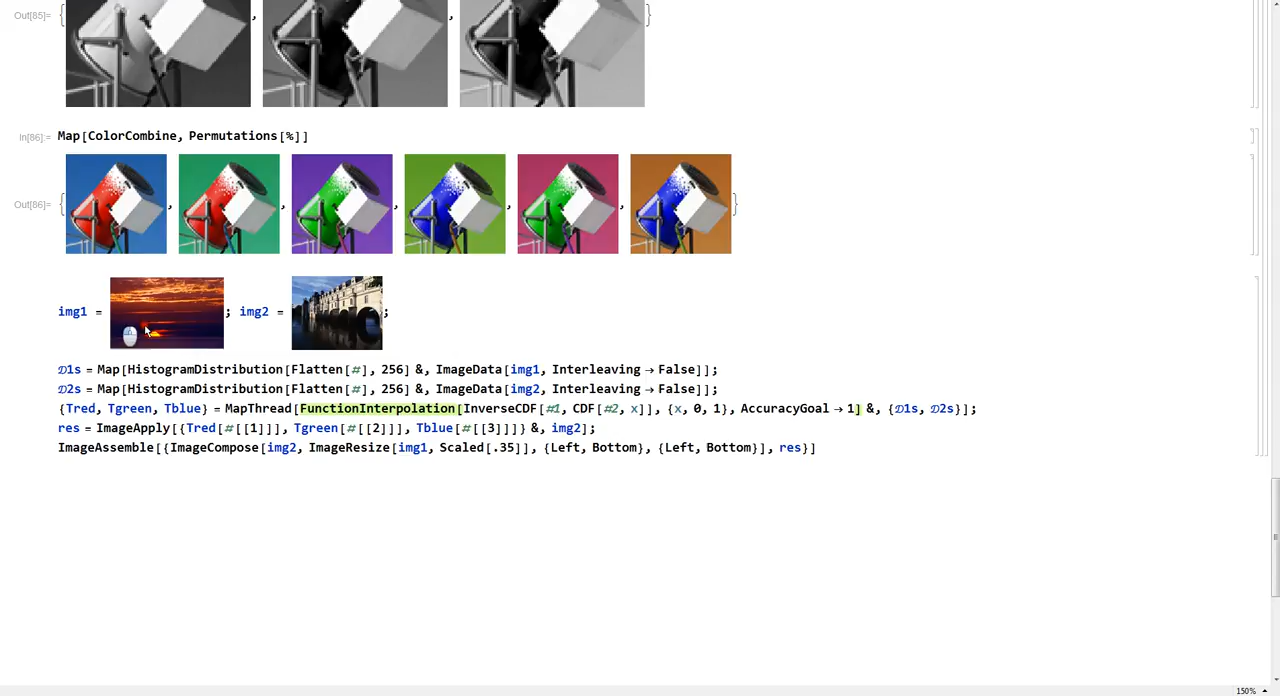 Out[85]= { , , }
In[86]:= Map[ColorCombine, Permutations[%]]
Out[86]= { , , , , , }
img1 = ; img2 = ;
𝒟1s = Map[HistogramDistribution[Flatten[#], 256] &, ImageData[img1, Interleaving → False]];
𝒟2s = Map[HistogramDistribution[Flatten[#], 256] &, ImageData[img2, Interleaving → False]];
{Tred, Tgreen, Tblue} = MapThread[FunctionInterpolation[InverseCDF[#1, CDF[#2, x]], {x, 0, 1}, AccuracyGoal → 1] &, {𝒟1s, 𝒟2s}];
res = ImageApply[{Tred[#[[1]]], Tgreen[#[[2]]], Tblue[#[[3]]]} &, img2];
ImageAssemble[{ImageCompose[img2, ImageResize[img1, Scaled[.35]], {Left, Bottom}, {Left, Bottom}], res}]
150%